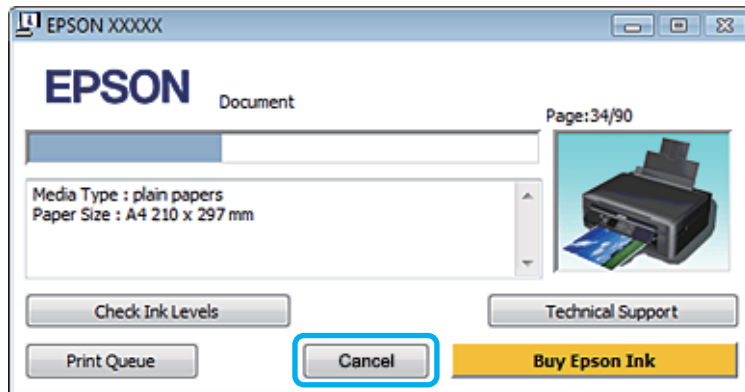 EPSON XXXXX
EPSON
Document
Page:34/90
Media Type : plain papers
Paper Size : A4 210 x 297 mm
Check Ink Levels
Technical Support
Print Queue
Cancel
Buy Epson Ink